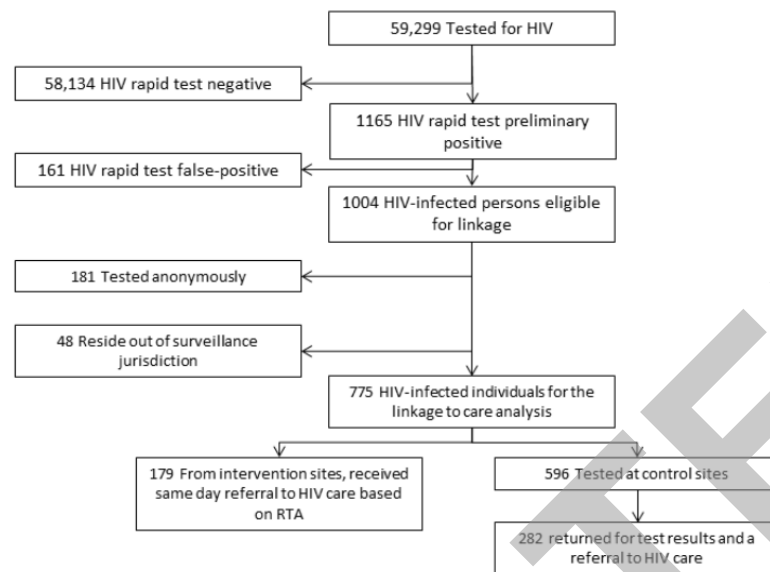 59,299 Tested for HIV
58,134 HIV rapid test negative
1165 HIV rapid test preliminary
positive
161 HIV rapid test false-positive
1004 HIV-infected persons eligible
for linkage
181 Tested anonymously
48 Reside out of surveillance
jurisdiction
775 HIV-infected individuals for the
linkage to care analysis
179 From intervention sites, received
same day referral to HIV care based
on RTA
596 Tested at control sites
282 returned for test results and a
referral to HIV care